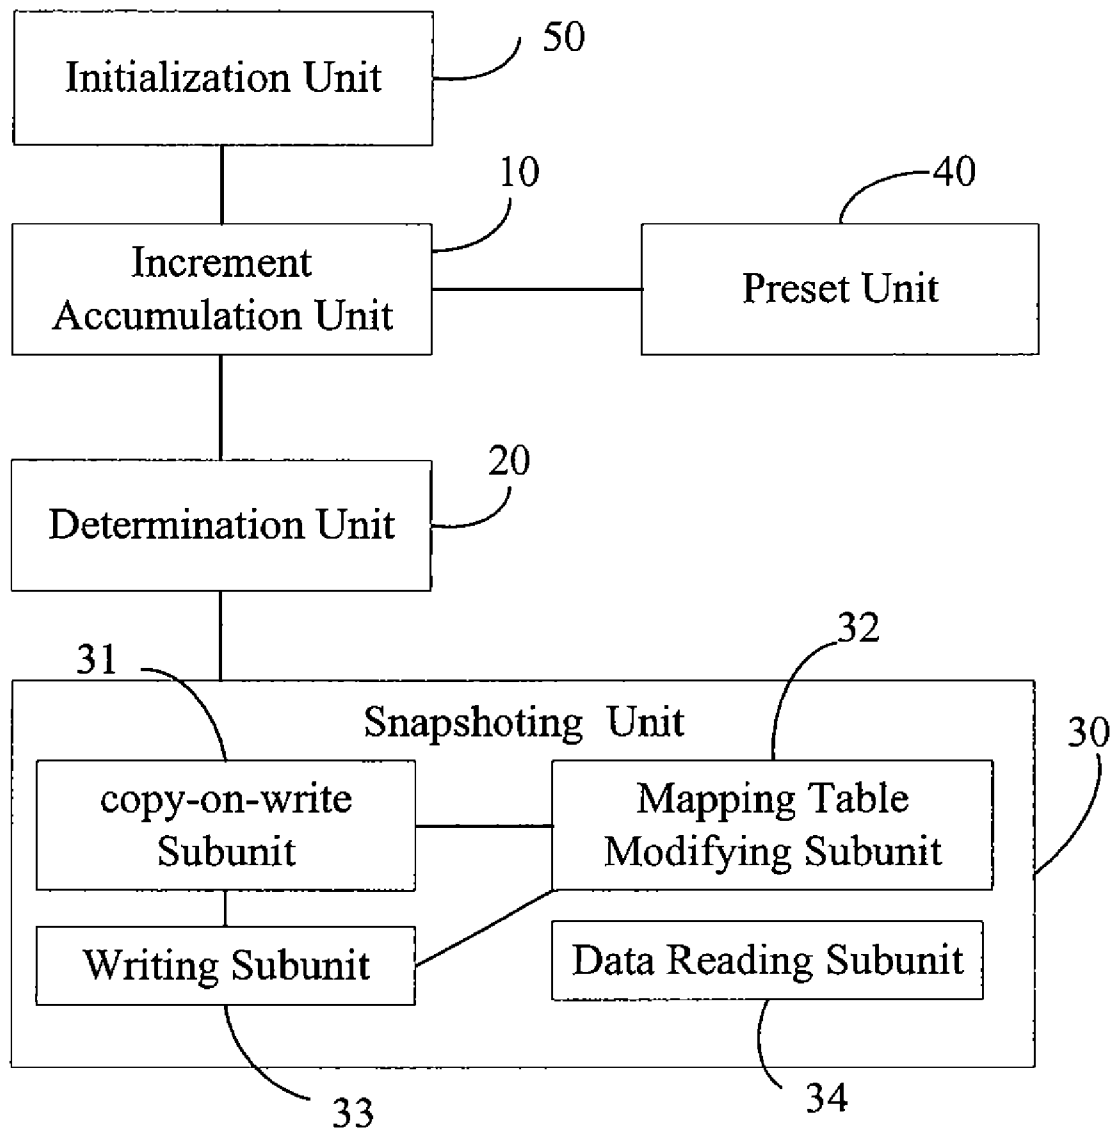 50
Initialization Unit
10
40
Increment
Accumulation Unit
Preset Unit
20
Determination Unit
31
32
Snapshoting Unit
30
copy-on-write
Subunit
Mapping Table
Modifying Subunit
Writing Subunit
Data Reading Subunit
33
34